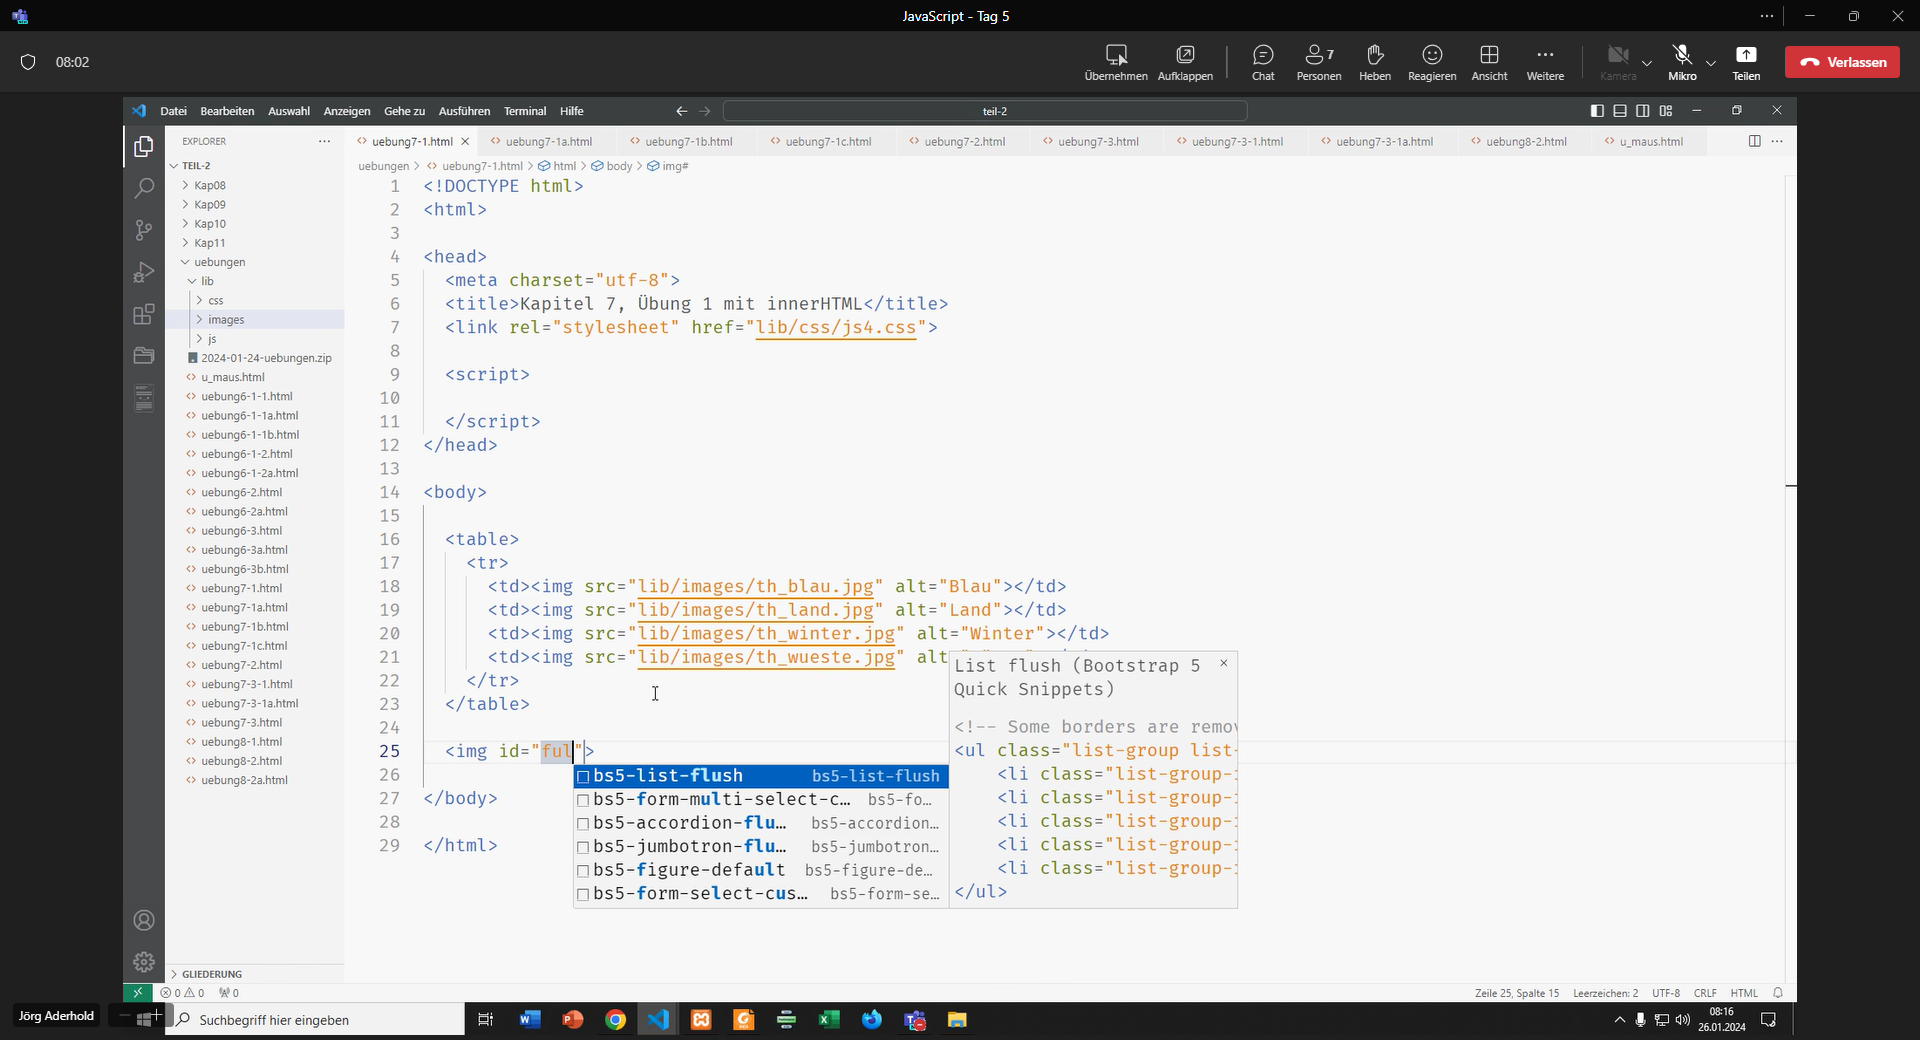 JavaScript - Tag 5
08:02
Übernehmen Aufklappen Chat Personen 7 Heben Reagieren Ansicht Weitere Kamera Mikro Teilen Verlassen
Datei Bearbeiten Auswahl Anzeigen Gehe zu Ausführen Terminal Hilfe
teil-2
EXPLORER
uebung7-1.html uebung7-1a.html uebung7-1b.html uebung7-1c.html uebung7-2.html uebung7-3.html uebung7-3-1.html uebung7-3-1a.html uebung8-2.html u_maus.html
uebungen > uebung7-1.html > html > body > img#
TEIL-2
Kap08
Kap09
Kap10
Kap11
uebungen
lib
css
images
js
2024-01-24-uebungen.zip
u_maus.html
uebung6-1-1.html
uebung6-1-1a.html
uebung6-1-1b.html
uebung6-1-2.html
uebung6-1-2a.html
uebung6-2.html
uebung6-2a.html
uebung6-3.html
uebung6-3a.html
uebung6-3b.html
uebung7-1.html
uebung7-1a.html
uebung7-1b.html
uebung7-1c.html
uebung7-2.html
uebung7-3-1.html
uebung7-3-1a.html
uebung7-3.html
uebung8-1.html
uebung8-2.html
uebung8-2a.html
GLIEDERUNG
1 <!DOCTYPE html>
2 <html>
3
4 <head>
5 <meta charset="utf-8">
6 <title>Kapitel 7, Übung 1 mit innerHTML</title>
7 <link rel="stylesheet" href="lib/css/js4.css">
8
9 <script>
10
11 </script>
12 </head>
13
14 <body>
15
16 <table>
17 <tr>
18 <td><img src="lib/images/th_blau.jpg" alt="Blau"></td>
19 <td><img src="lib/images/th_land.jpg" alt="Land"></td>
20 <td><img src="lib/images/th_winter.jpg" alt="Winter"></td>
21 <td><img src="lib/images/th_wueste.jpg" alt
22 </tr>
23 </table>
24
25 <img id="ful">
26
27 </body>
28
29 </html>
bs5-list-flush bs5-list-flush
bs5-form-multi-select-c... bs5-fo...
bs5-accordion-flu... bs5-accordion...
bs5-jumbotron-flu... bs5-jumbotron...
bs5-figure-default bs5-figure-de...
bs5-form-select-cus... bs5-form-se...
List flush (Bootstrap 5 ×
Quick Snippets)
<!-- Some borders are remo
<ul class="list-group list-
<li class="list-group-
<li class="list-group-
<li class="list-group-
<li class="list-group-
<li class="list-group-
</ul>
0 0 0
Zeile 25, Spalte 15 Leerzeichen: 2 UTF-8 CRLF HTML
Jörg Aderhold
Suchbegriff hier eingeben
08:16
26.01.2024